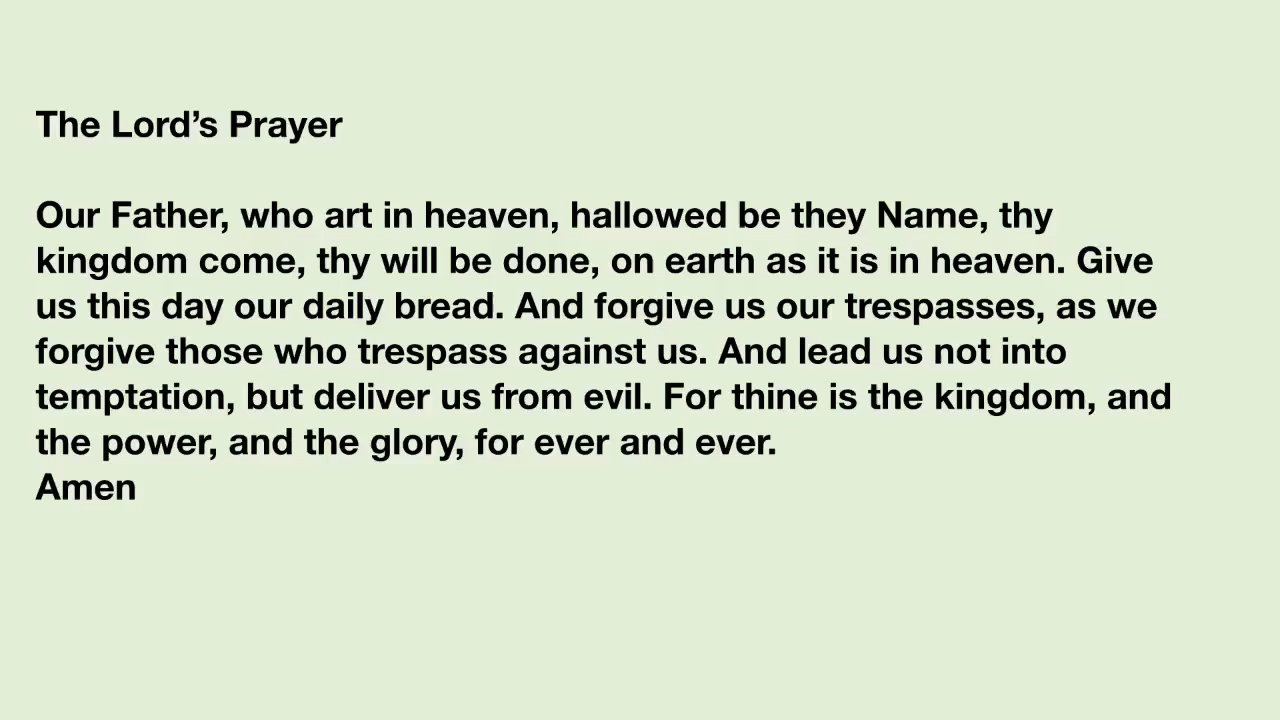 The Lord’s Prayer
Our Father, who art in heaven, hallowed be they Name, thy
kingdom come, thy will be done, on earth as it is in heaven. Give
us this day our daily bread. And forgive us our trespasses, as we
forgive those who trespass against us. And lead us not into
temptation, but deliver us from evil. For thine is the kingdom, and
the power, and the glory, for ever and ever.
Amen